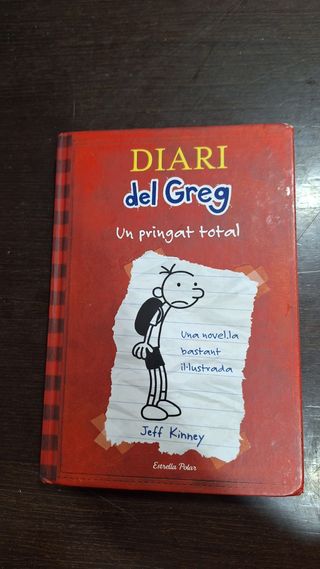 DIARI
del Greg
Un pringat total
Una novel.la
bastant
il·lustrada
Jeff Kinney
Estrella Polar